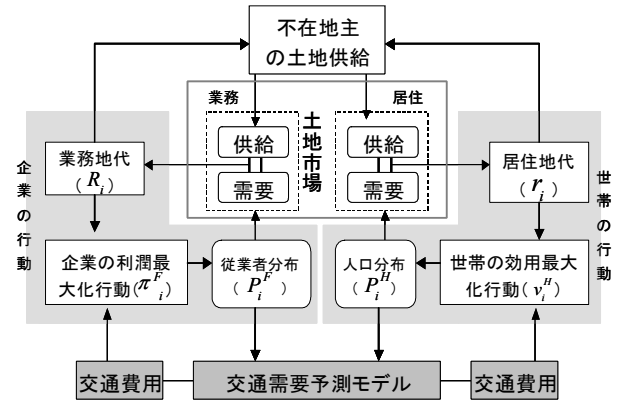 不在地主
の土地供給
業務
居住
土地市場
供給
需要
供給
需要
業務地代
（ R_i ）
居住地代
（ r_i ）
企業の行動
世帯の行動
企業の利潤最
大化行動(π^F_i)
従業者分布
（ P_i^F ）
人口分布
（ P_i^H ）
世帯の効用最大
化行動(v_i^H)
交通費用
交通需要予測モデル
交通費用